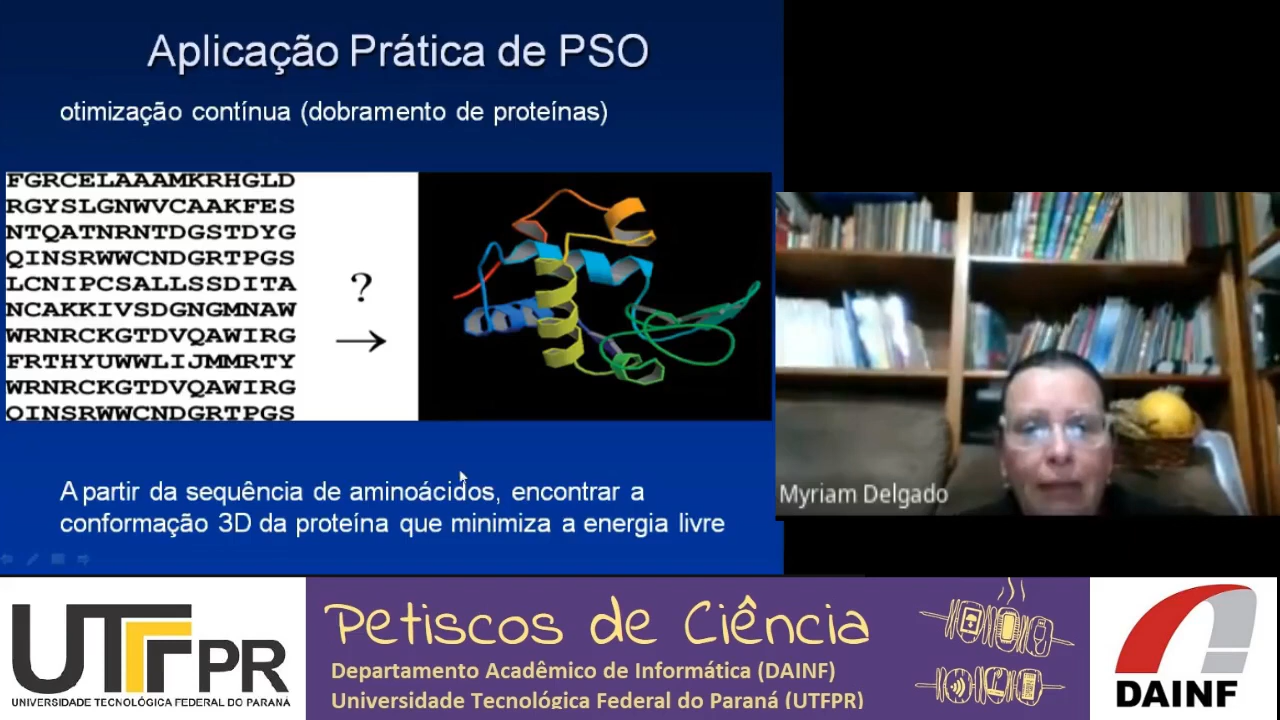 Aplicação Prática de PSO
otimização contínua (dobramento de proteínas)
FGRCELAAAMKRHGLD
RGYSLGNWVCAAKFES
NTQATNRNTDGSTDYG
QINSRWWCNDGRTPGS
LCNIPCSALLSSDITA
NCAKKIVSDGNGMNAW
WRNRCKGTDVQAWIRG
FRTHYUWWLIJMMRTY
WRNRCKGTDVQAWIRG
QINSRWWCNDGRTPGS
?
A partir da sequência de aminoácidos, encontrar a
conformação 3D da proteína que minimiza a energia livre
Myriam Delgado
UTFPR
UNIVERSIDADE TECNOLÓGICA FEDERAL DO PARANÁ
Petiscos de Ciência
Departamento Acadêmico de Informática (DAINF)
Universidade Tecnológica Federal do Paraná (UTFPR)
DAINF